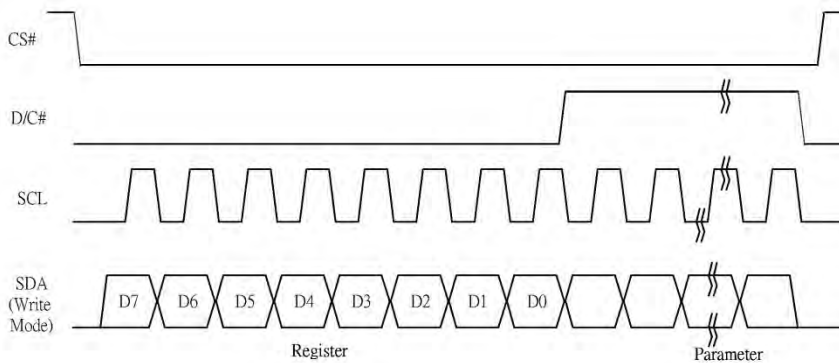 CS#
D/C#
SCL
SDA
(Write
Mode)
D7 D6 D5 D4 D3 D2 D1 D0
Register Parameter